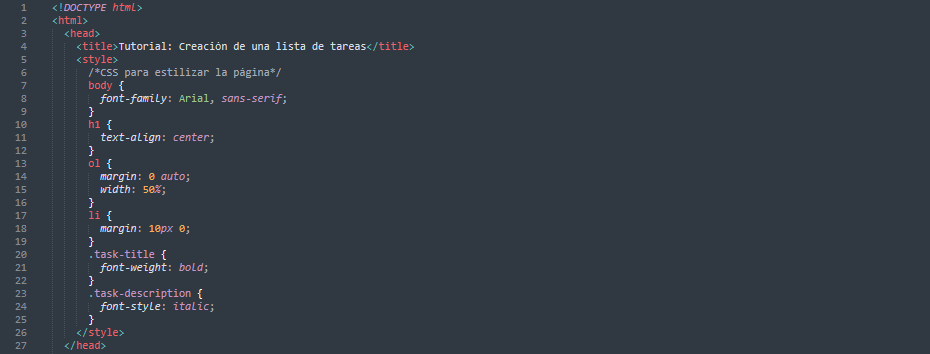 1 <!DOCTYPE html>
2 <html>
3 <head>
4 <title>Tutorial: Creación de una lista de tareas</title>
5 <style>
6 /*CSS para estilizar la página*/
7 body {
8 font-family: Arial, sans-serif;
9 }
10 h1 {
11 text-align: center;
12 }
13 ol {
14 margin: 0 auto;
15 width: 50%;
16 }
17 li {
18 margin: 10px 0;
19 }
20 .task-title {
21 font-weight: bold;
22 }
23 .task-description {
24 font-style: italic;
25 }
26 </style>
27 </head>